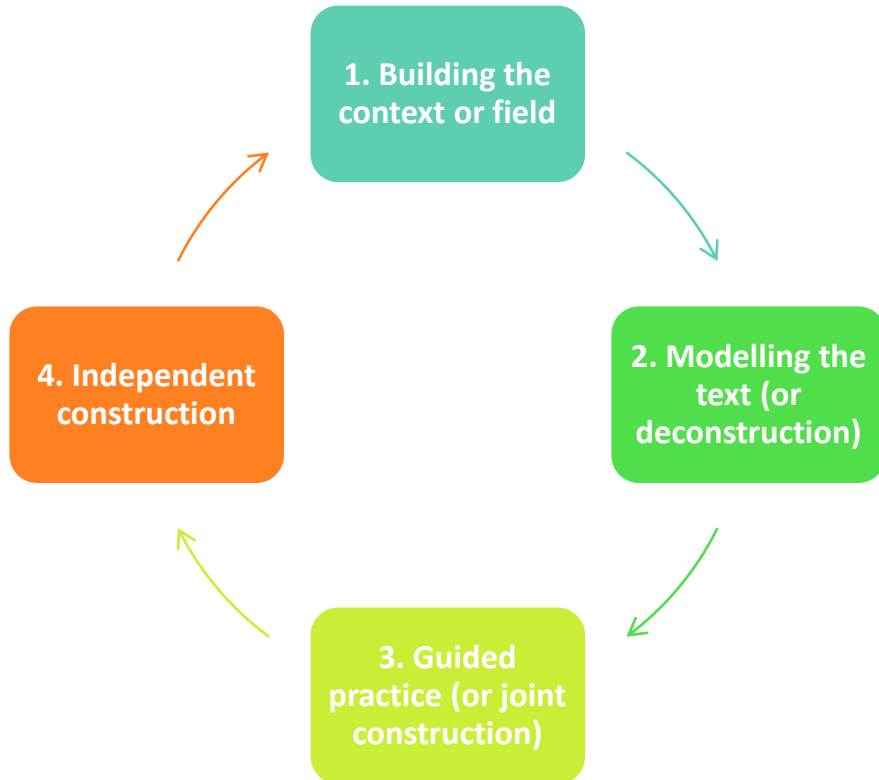 1. Building the
context or field
2. Modelling the
text (or
deconstruction)
3. Guided
practice (or joint
construction)
4. Independent
construction